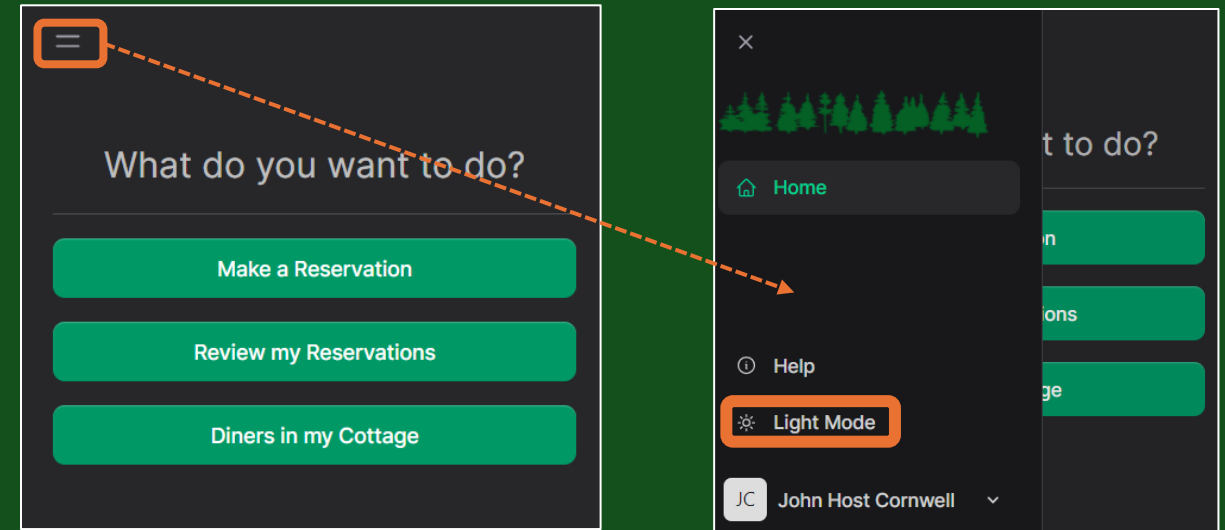 What do you want to do?
Make a Reservation
Review my Reservations
Diners in my Cottage
Home
Help
Light Mode
JC John Host Cornwell
t to do?
on
ions
ge